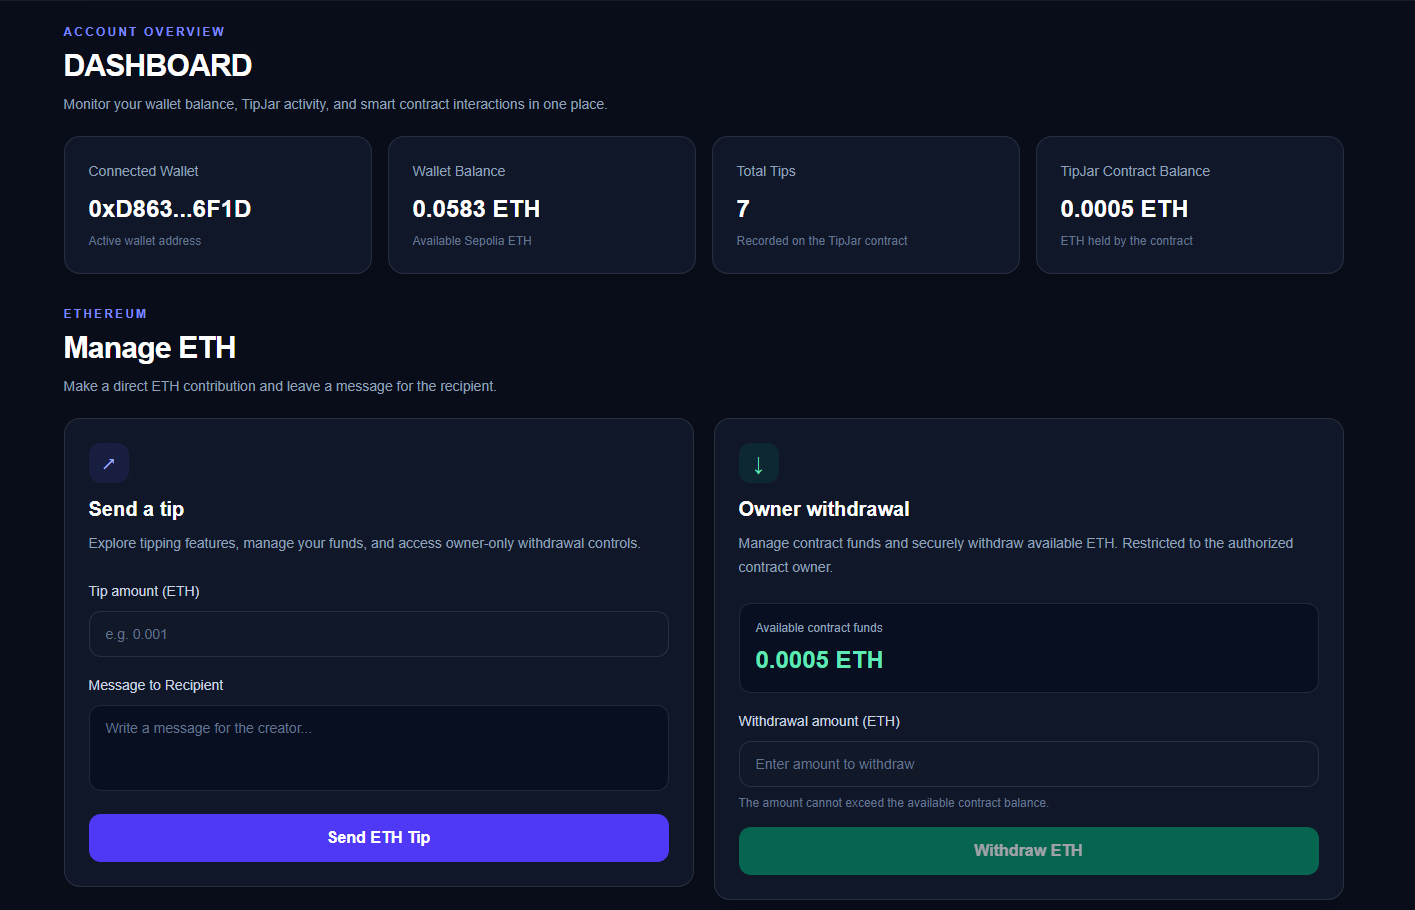 ACCOUNT OVERVIEW
DASHBOARD
Monitor your wallet balance, TipJar activity, and smart contract interactions in one place.
Connected Wallet
0xD863...6F1D
Active wallet address
Wallet Balance
0.0583 ETH
Available Sepolia ETH
Total Tips
7
Recorded on the TipJar contract
TipJar Contract Balance
0.0005 ETH
ETH held by the contract
ETHEREUM
Manage ETH
Make a direct ETH contribution and leave a message for the recipient.
Send a tip
Explore tipping features, manage your funds, and access owner-only withdrawal controls.
Tip amount (ETH)
e.g. 0.001
Message to Recipient
Write a message for the creator...
Send ETH Tip
Owner withdrawal
Manage contract funds and securely withdraw available ETH. Restricted to the authorized
contract owner.
Available contract funds
0.0005 ETH
Withdrawal amount (ETH)
Enter amount to withdraw
The amount cannot exceed the available contract balance.
Withdraw ETH